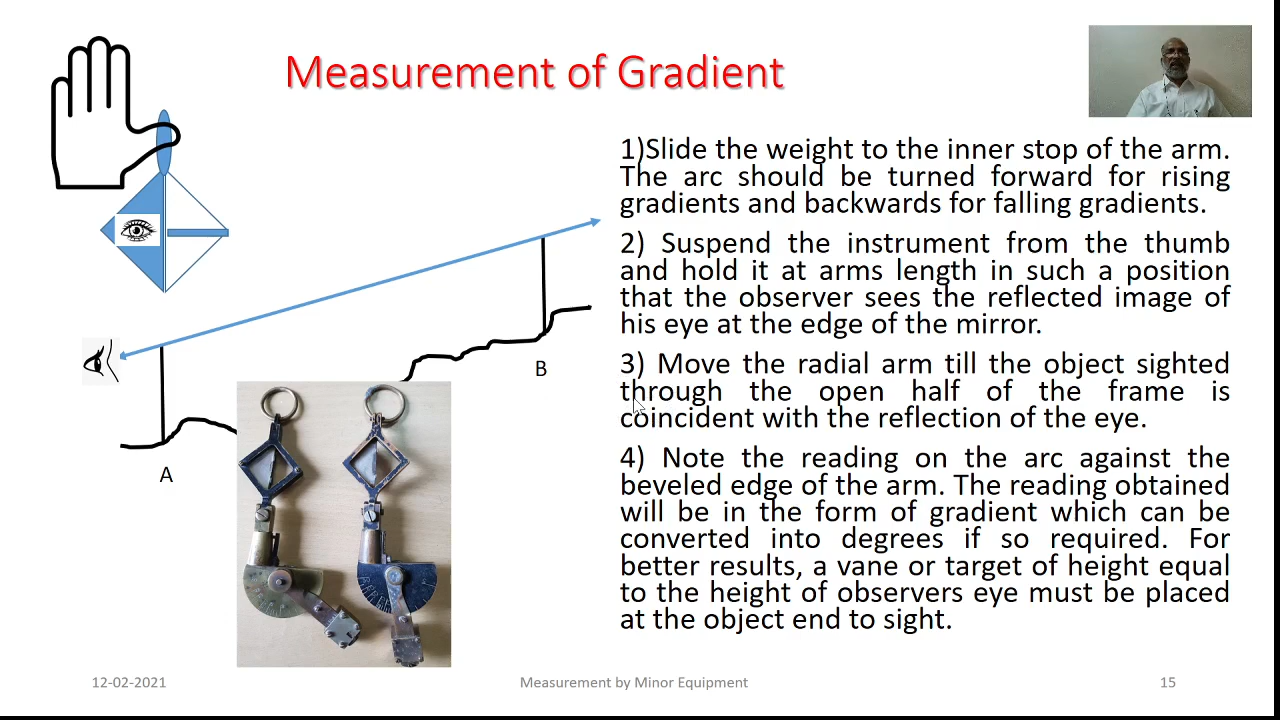 Measurement of Gradient
1)Slide the weight to the inner stop of the arm.
The arc should be turned forward for rising
gradients and backwards for falling gradients.
2) Suspend the instrument from the thumb
and hold it at arms length in such a position
that the observer sees the reflected image of
his eye at the edge of the mirror.
3) Move the radial arm till the object sighted
through the open half of the frame is
coincident with the reflection of the eye.
4) Note the reading on the arc against the
beveled edge of the arm. The reading obtained
will be in the form of gradient which can be
converted into degrees if so required. For
better results, a vane or target of height equal
to the height of observers eye must be placed
at the object end to sight.
A
B
12-02-2021
Measurement by Minor Equipment
15